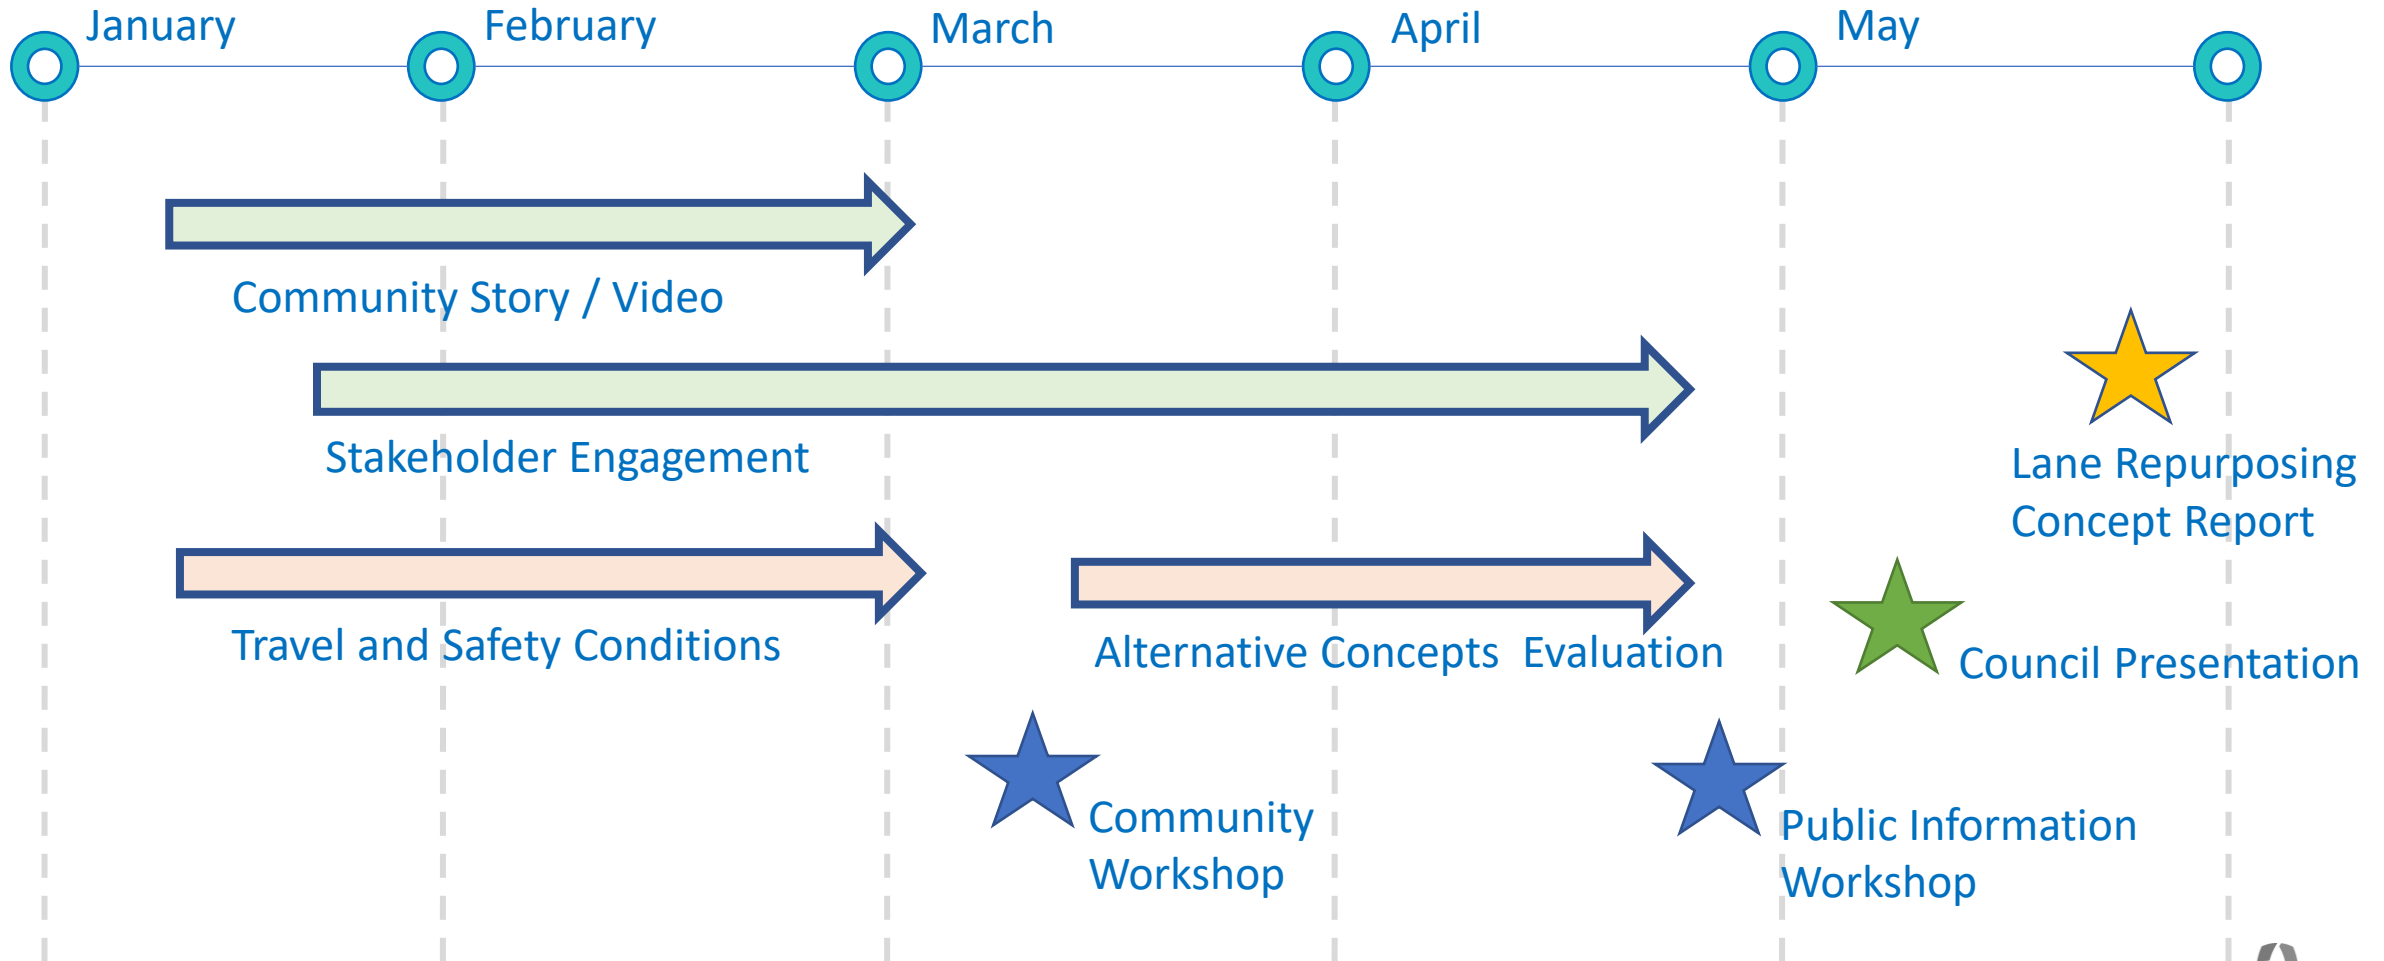 January
February
March
April
May
Community Story / Video
Stakeholder Engagement
Lane Repurposing
Concept Report
Travel and Safety Conditions
Alternative Concepts  Evaluation
Council Presentation
Community
Workshop
Public Information
Workshop